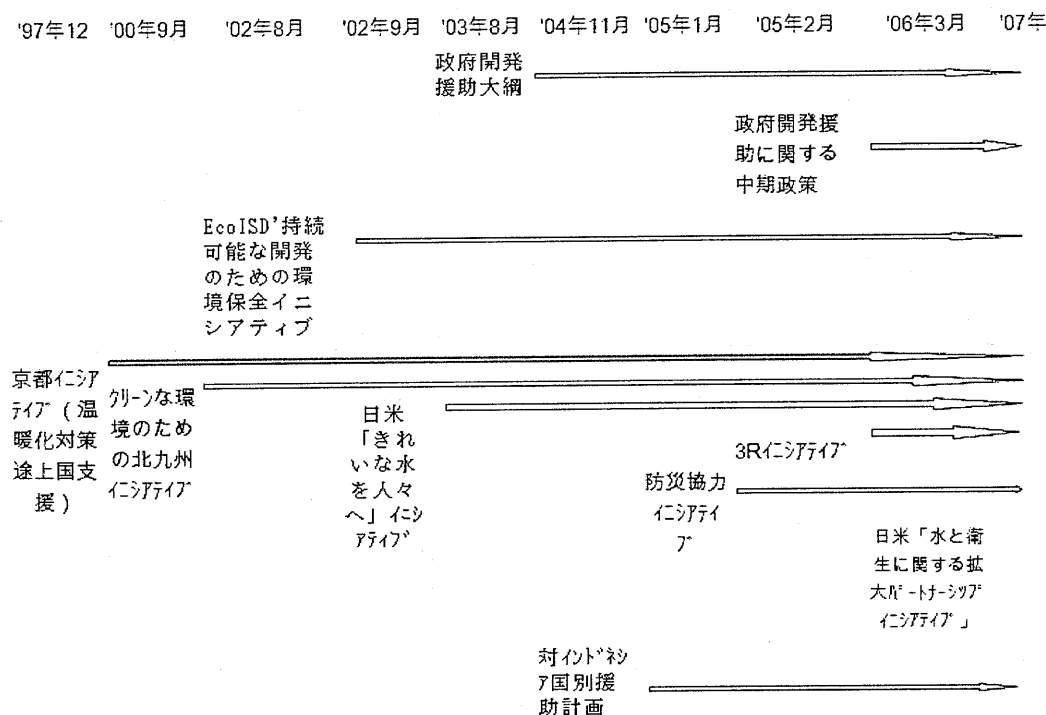 '97年12 '00年9月 '02年8月 '02年9月 '03年8月 '04年11月 '05年1月 '05年2月 '06年3月 '07年
政府開発
援助大綱
政府開発援
助に関する
中期政策
EcoISD’持続
可能な開発
のための環
境保全イニ
シアティブ
京都ｲﾆｼｱ
ﾃｨﾌﾞ(温
暖化対策
途上国支
援)
ｸﾘｰﾝな環
境のため
の北九州
ｲﾆｼｱﾃｨﾌﾞ
日米
「きれ
いな水
を人々
へ」ｲﾆｼ
ｱﾃｨﾌﾞ
3Rｲﾆｼｱﾃｨﾌﾞ
防災協力
ｲﾆｼｱﾃｨ
ﾌﾞ
日米「水と衛
生に関する拡
大ﾊﾟｰﾄﾅｰｼｯﾌﾟ
ｲﾆｼｱﾃｨﾌﾞ」
対ｲﾝﾄﾞﾈｼ
ｱ国別援
助計画